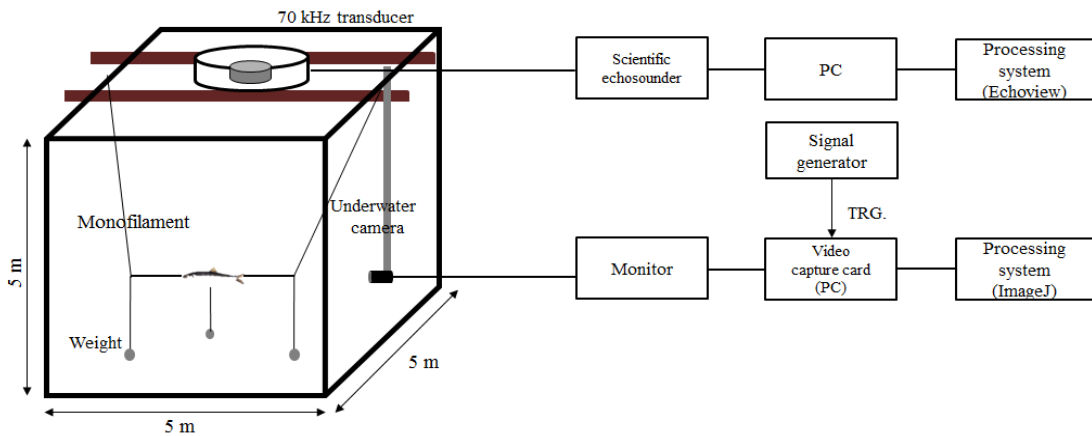 70 kHz transducer
Scientific
echosounder
PC
Processing
system
(Echoview)
Signal
generator
TRG.
Monofilament
Underwater
camera
Monitor
Video
capture card
(PC)
Processing
system
(ImageJ)
Weight
5 m
5 m
5 m